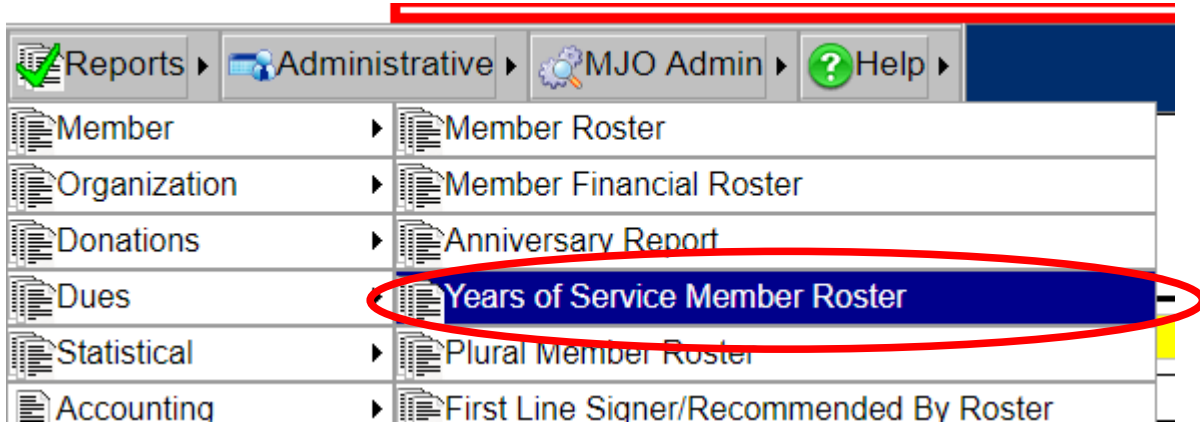 Reports Administrative MJO Admin Help
Member Member Roster
Organization Member Financial Roster
Donations Anniversary Report
Dues Years of Service Member Roster
Statistical Plural Member Roster
Accounting First Line Signer/Recommended By Roster